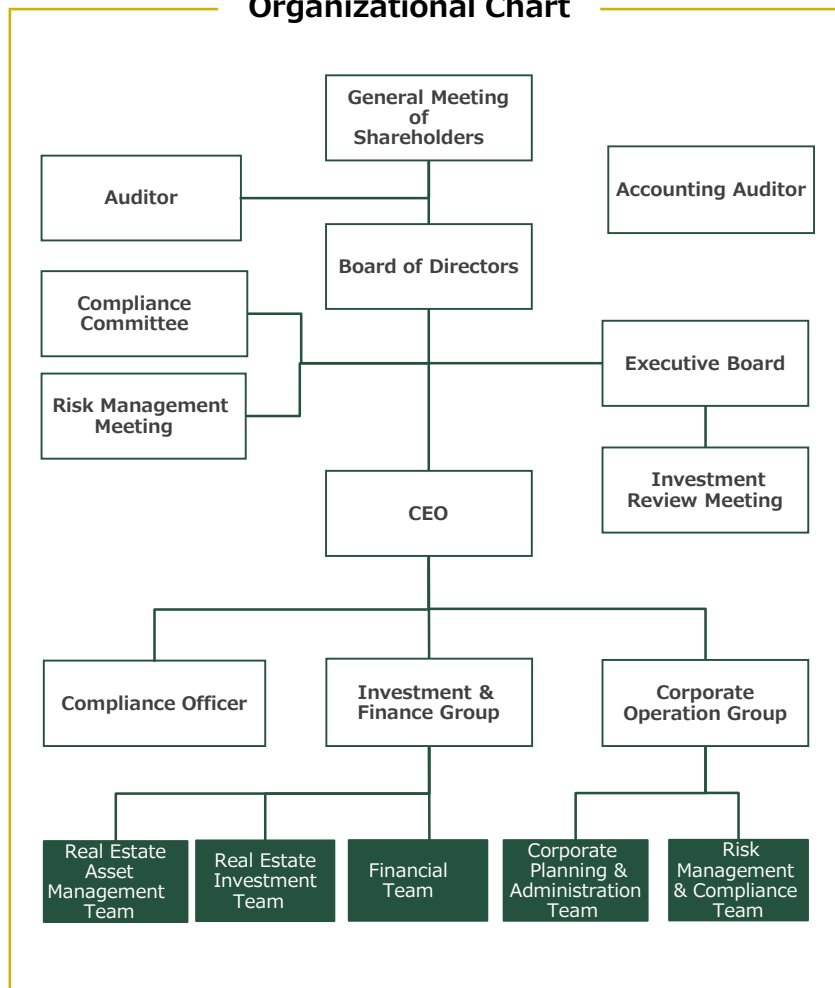 Organizational Chart
General Meeting
of
Shareholders
Auditor
Accounting Auditor
Board of Directors
Compliance
Committee
Executive Board
Risk Management
Meeting
Investment
Review Meeting
CEO
Compliance Officer
Investment &
Finance Group
Corporate
Operation Group
Real Estate
Asset
Management
Team
Real Estate
Investment
Team
Financial
Team
Corporate
Planning &
Administration
Team
Risk
Management
& Compliance
Team